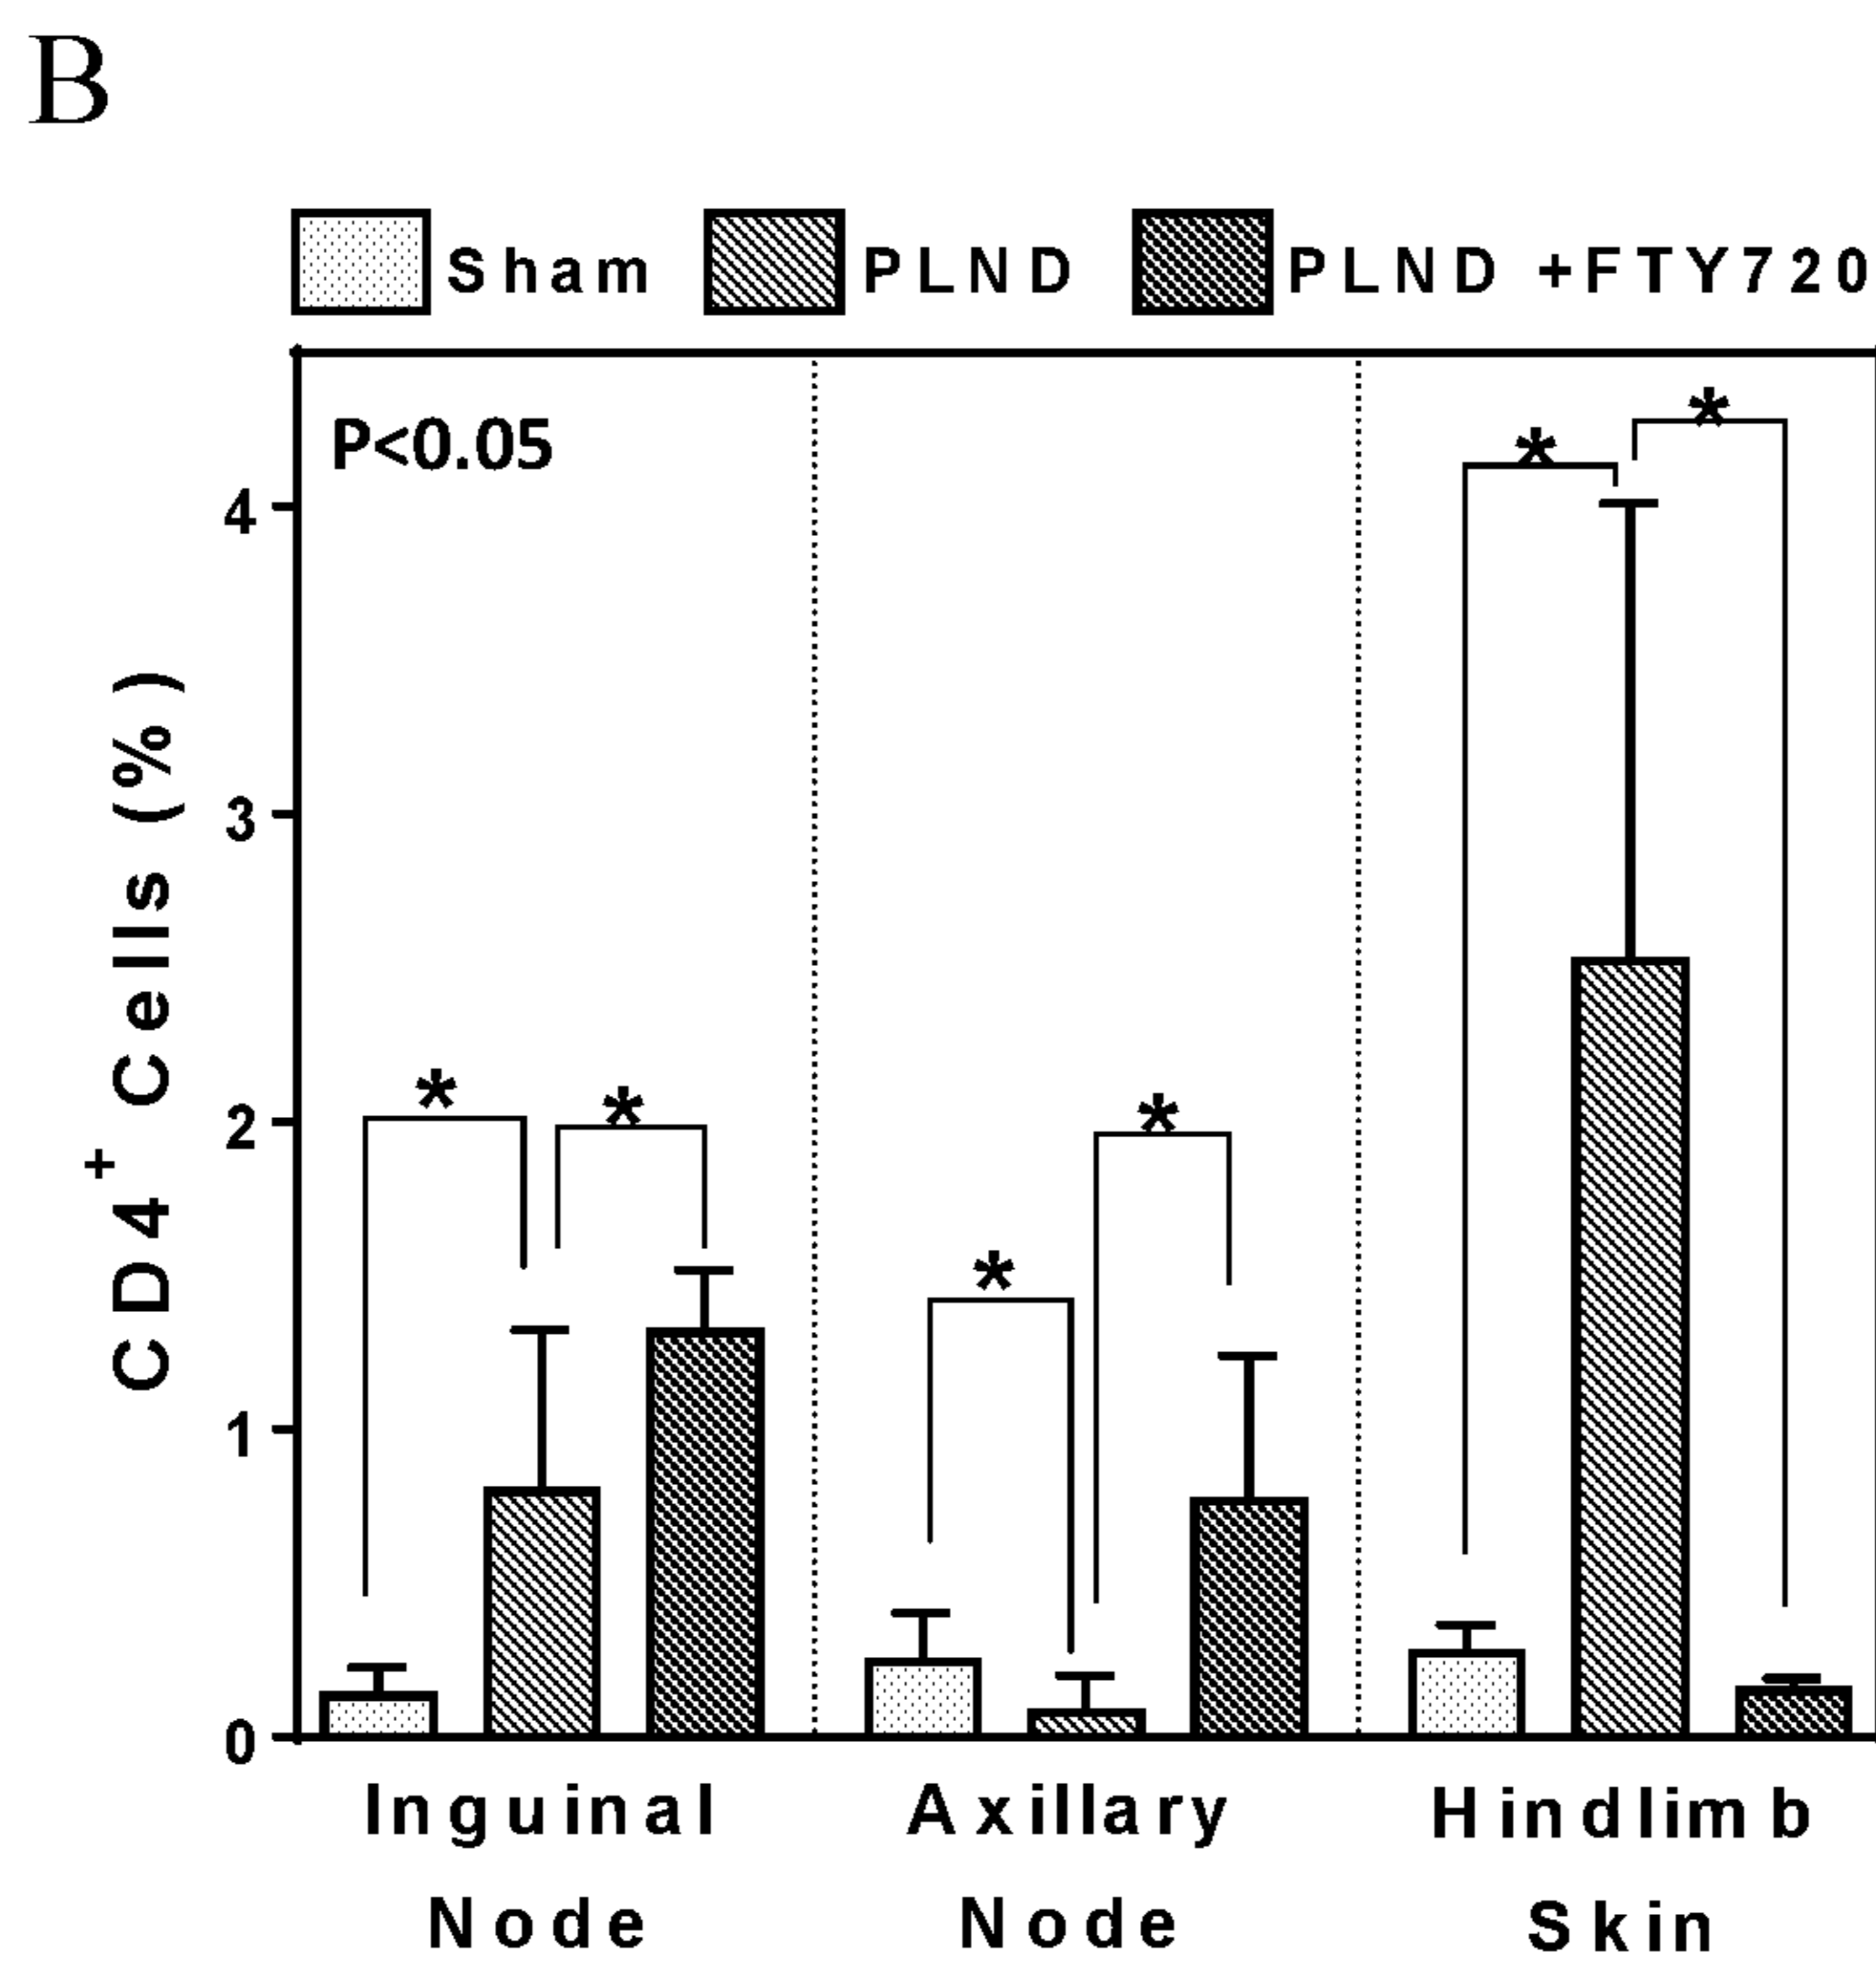 B
Sham PLND PLND +FTY720
P<0.05
CD4⁺ Cells (%)
4
3
2
1
0
* * * * * *
Inguinal Node
Axillary Node
Hindlimb Skin